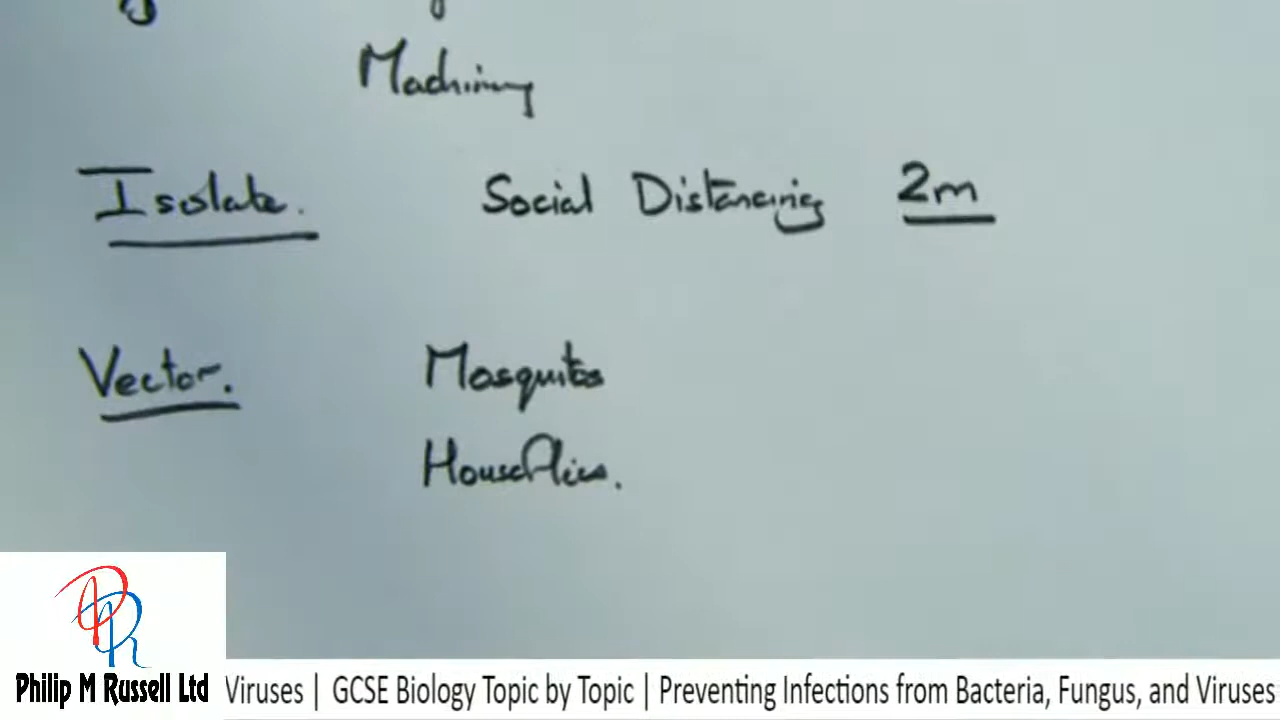 Machinery
Isolate. Social Distancing 2m
Vector. Mosquitos
Houseflies.
Philip M Russell Ltd
Viruses | GCSE Biology Topic by Topic | Preventing Infections from Bacteria, Fungus, and Viruses